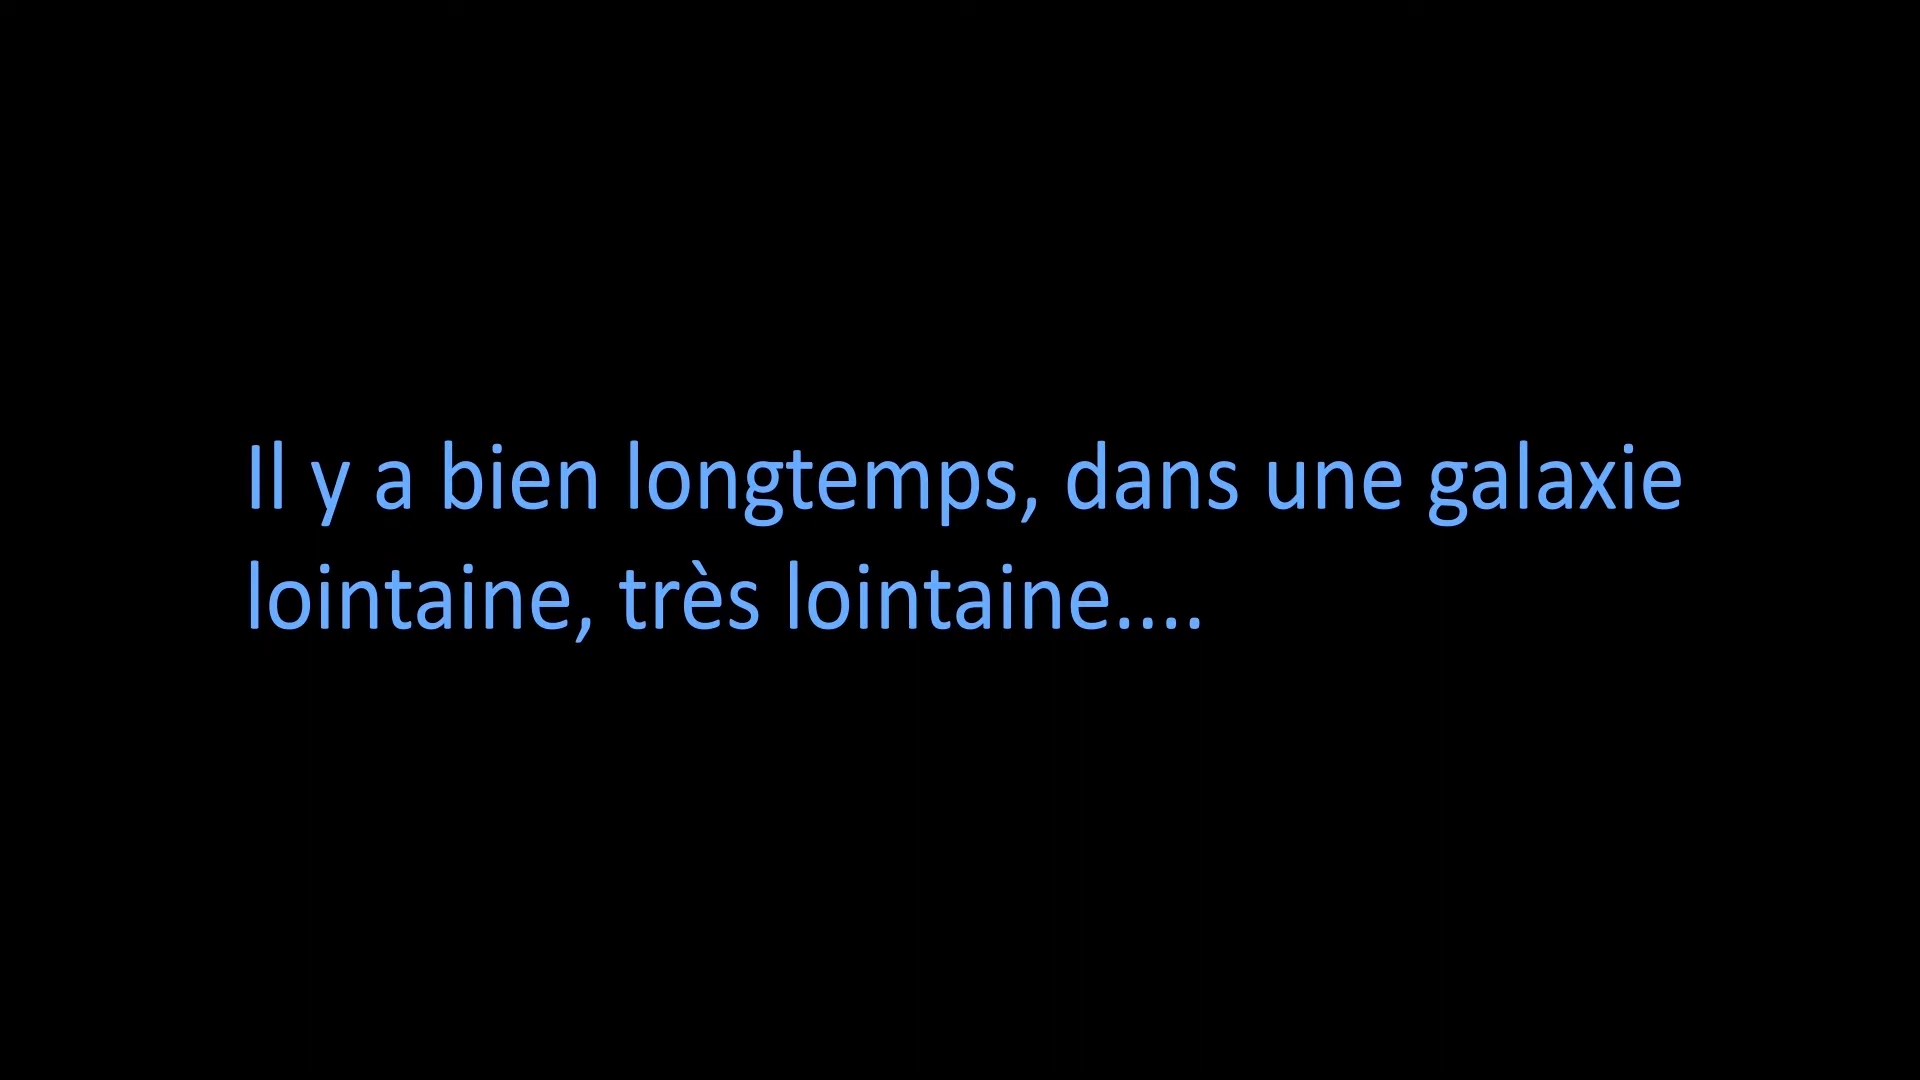 Il y a bien longtemps, dans une galaxie
lointaine, très lointaine....